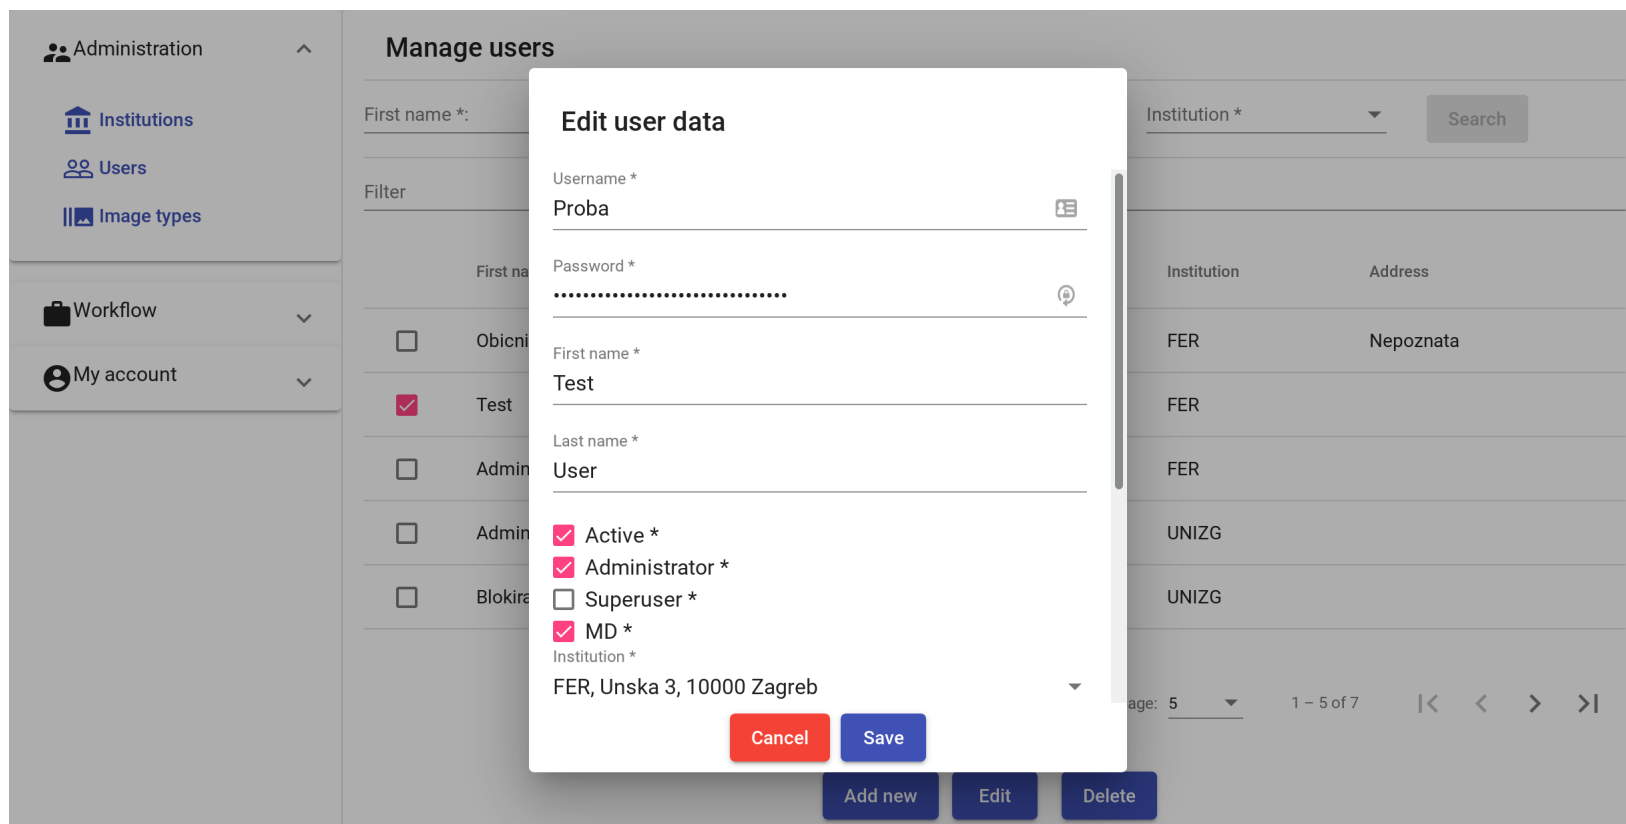 Administration
Institutions
Users
Image types
Workflow
My account
Manage users
First name *:
Institution *
Search
Filter
First na
Institution
Address
Obicni
FER
Nepoznata
Test
FER
Admin
FER
Admin
UNIZG
Blokira
UNIZG
age: 5
1 – 5 of 7
Add new
Edit
Delete
Edit user data
Username *
Proba
Password *
••••••••••••••••••••••••••••••••
First name *
Test
Last name *
User
Active *
Administrator *
Superuser *
MD *
Institution *
FER, Unska 3, 10000 Zagreb
Cancel
Save